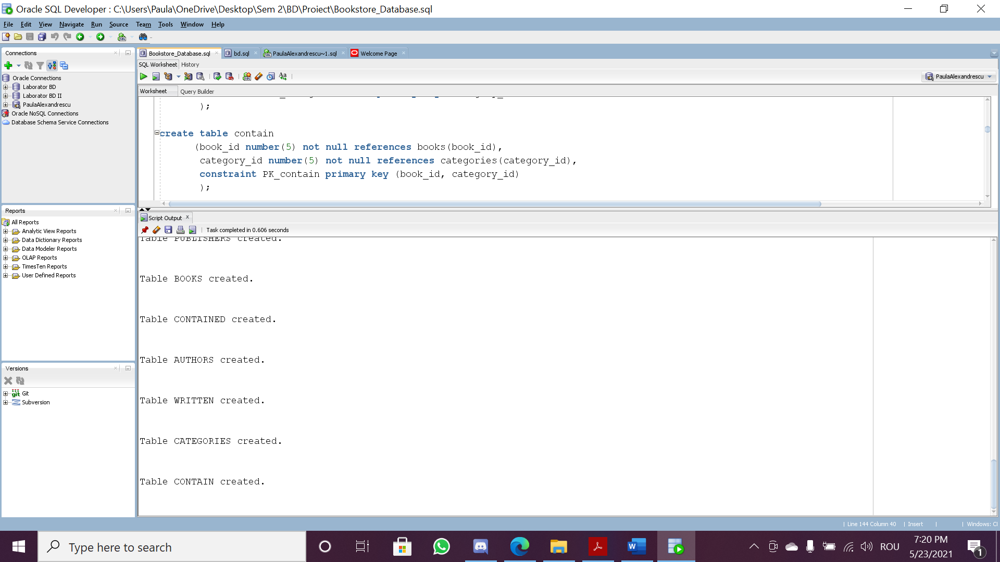 Oracle SQL Developer : C:\Users\Paula\OneDrive\Desktop\Sem 2\BD\Proiect\Bookstore_Database.sql
File Edit View Navigate Run Source Team Tools Window Help
Connections
Oracle Connections
Laborator BD
Laborator BD II
PaulaAlexandrescu
Oracle NoSQL Connections
Database Schema Service Connections
Reports
All Reports
Analytic View Reports
Data Dictionary Reports
Data Modeler Reports
OLAP Reports
TimesTen Reports
User Defined Reports
Versions
Git
Subversion
Bookstore_Database.sql bd.sql PaulaAlexandrescu~1.sql Welcome Page
SQL Worksheet History
PaulaAlexandrescu
Worksheet Query Builder
);
create table contain
(book_id number(5) not null references books(book_id),
category_id number(5) not null references categories(category_id),
constraint PK_contain primary key (book_id, category_id)
);
Script Output
Task completed in 0.606 seconds
Table PUBLISHERS created.
Table BOOKS created.
Table CONTAINED created.
Table AUTHORS created.
Table WRITTEN created.
Table CATEGORIES created.
Table CONTAIN created.
Line 144 Column 40 Insert Windows: Cl
Type here to search
ROU
7:20 PM
5/23/2021
1